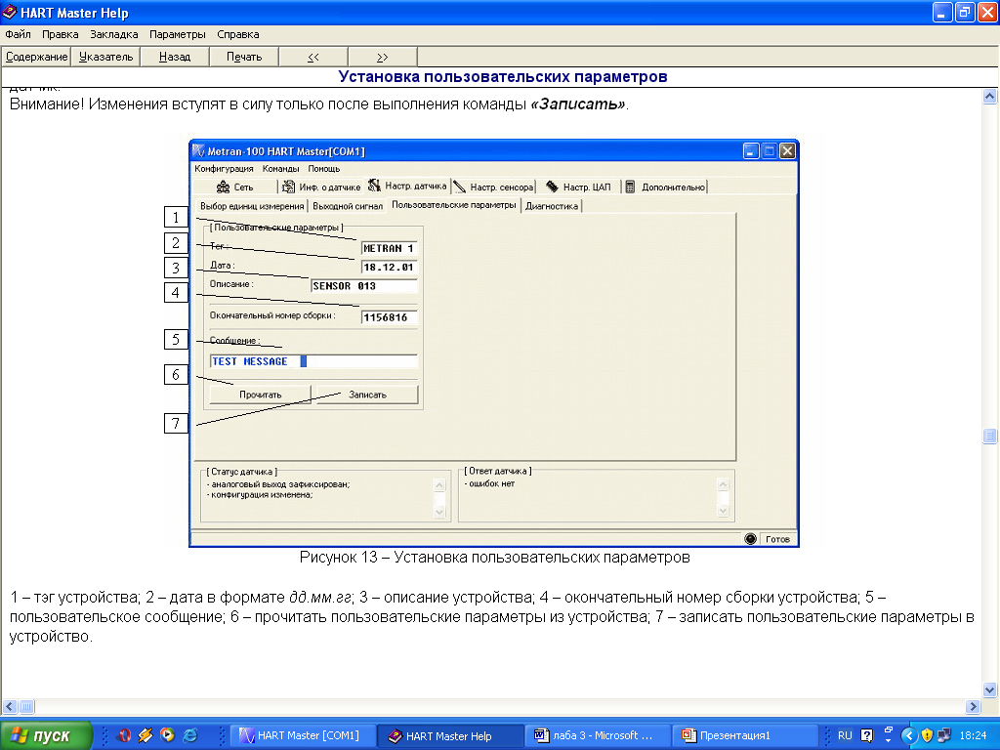 HART Master Help
Файл Правка Закладка Параметры Справка
Содержание Указатель Назад Печать << >>
Установка пользовательских параметров
датчик.
Внимание! Изменения вступят в силу только после выполнения команды «Записать».
Metran-100 HART Master[COM1]
Конфигурация Команды Помощь
Сеть Инф. о датчике Настр. датчика Настр. сенсора Настр. ЦАП Дополнительно
Выбор единиц измерения Выходной сигнал Пользовательские параметры Диагностика
1
[ Пользовательские параметры ]
2
Тег :
METRAN 1
3
Дата :
18.12.01
4
Описание :
SENSOR 013
Окончательный номер сборки :
1156816
5
Сообщение :
TEST MESSAGE
6
Прочитать Записать
7
[ Статус датчика ]
- аналоговый выход зафиксирован;
- конфигурация изменена;
[ Ответ датчика ]
- ошибок нет
Готов
Рисунок 13 – Установка пользовательских параметров
1 – тэг устройства; 2 – дата в формате дд.мм.гг; 3 – описание устройства; 4 – окончательный номер сборки устройства; 5 –
пользовательское сообщение; 6 – прочитать пользовательские параметры из устройства; 7 – записать пользовательские параметры в
устройство.
пуск HART Master [COM1] HART Master Help лаба 3 - Microsoft ... Презентация1 RU 18:24